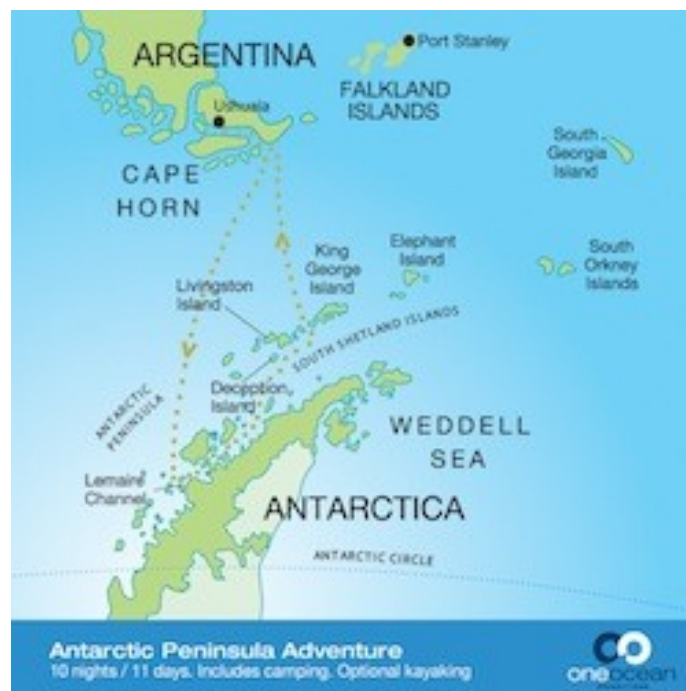 ARGENTINA
Port Stanley
FALKLAND
ISLANDS
Ushuaia
South
Georgia
Island
CAPE
HORN
King
George
Island
Elephant
Island
South
Orkney
Islands
Livingston
Island
SOUTH SHETLAND ISLANDS
Deception
Island
ANTARCTIC
PENINSULA
WEDDELL
SEA
Lemaire
Channel
ANTARCTICA
ANTARCTIC CIRCLE
Antarctic Peninsula Adventure
10 nights / 11 days. Includes camping. Optional kayaking
oneocean